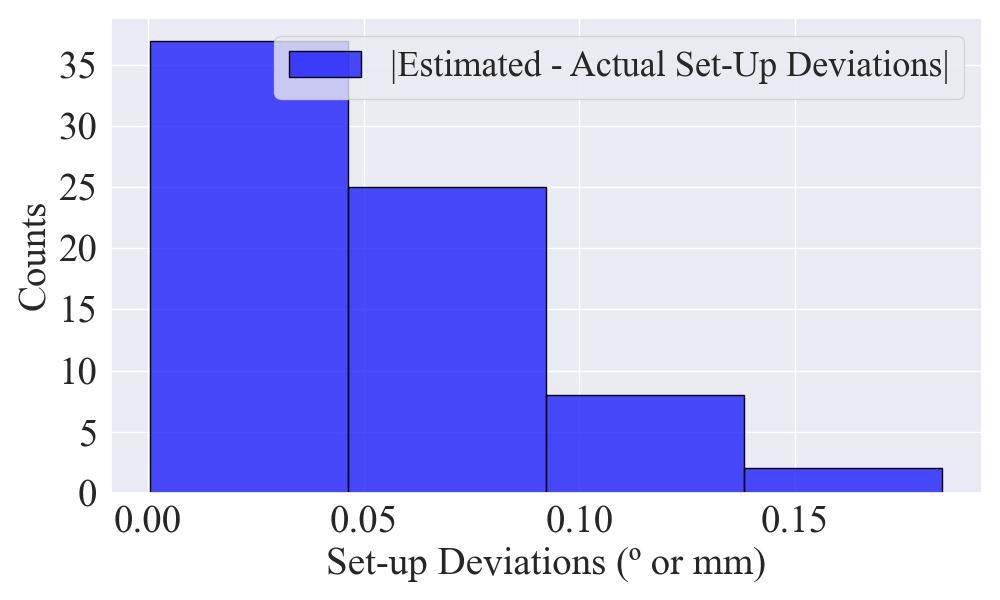 |Estimated - Actual Set-Up Deviations|
35
30
25
20
15
10
5
0
Counts
0.00 0.05 0.10 0.15
Set-up Deviations (º or mm)